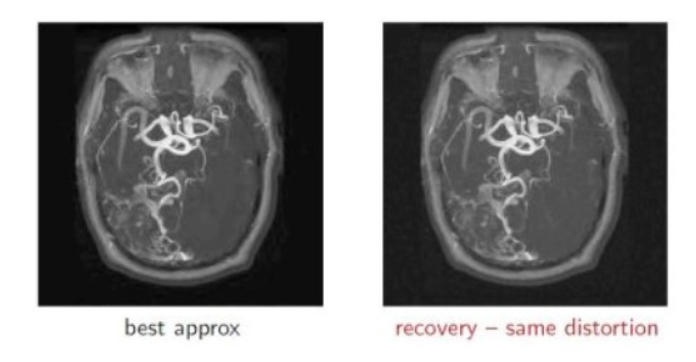 best approx
recovery – same distortion